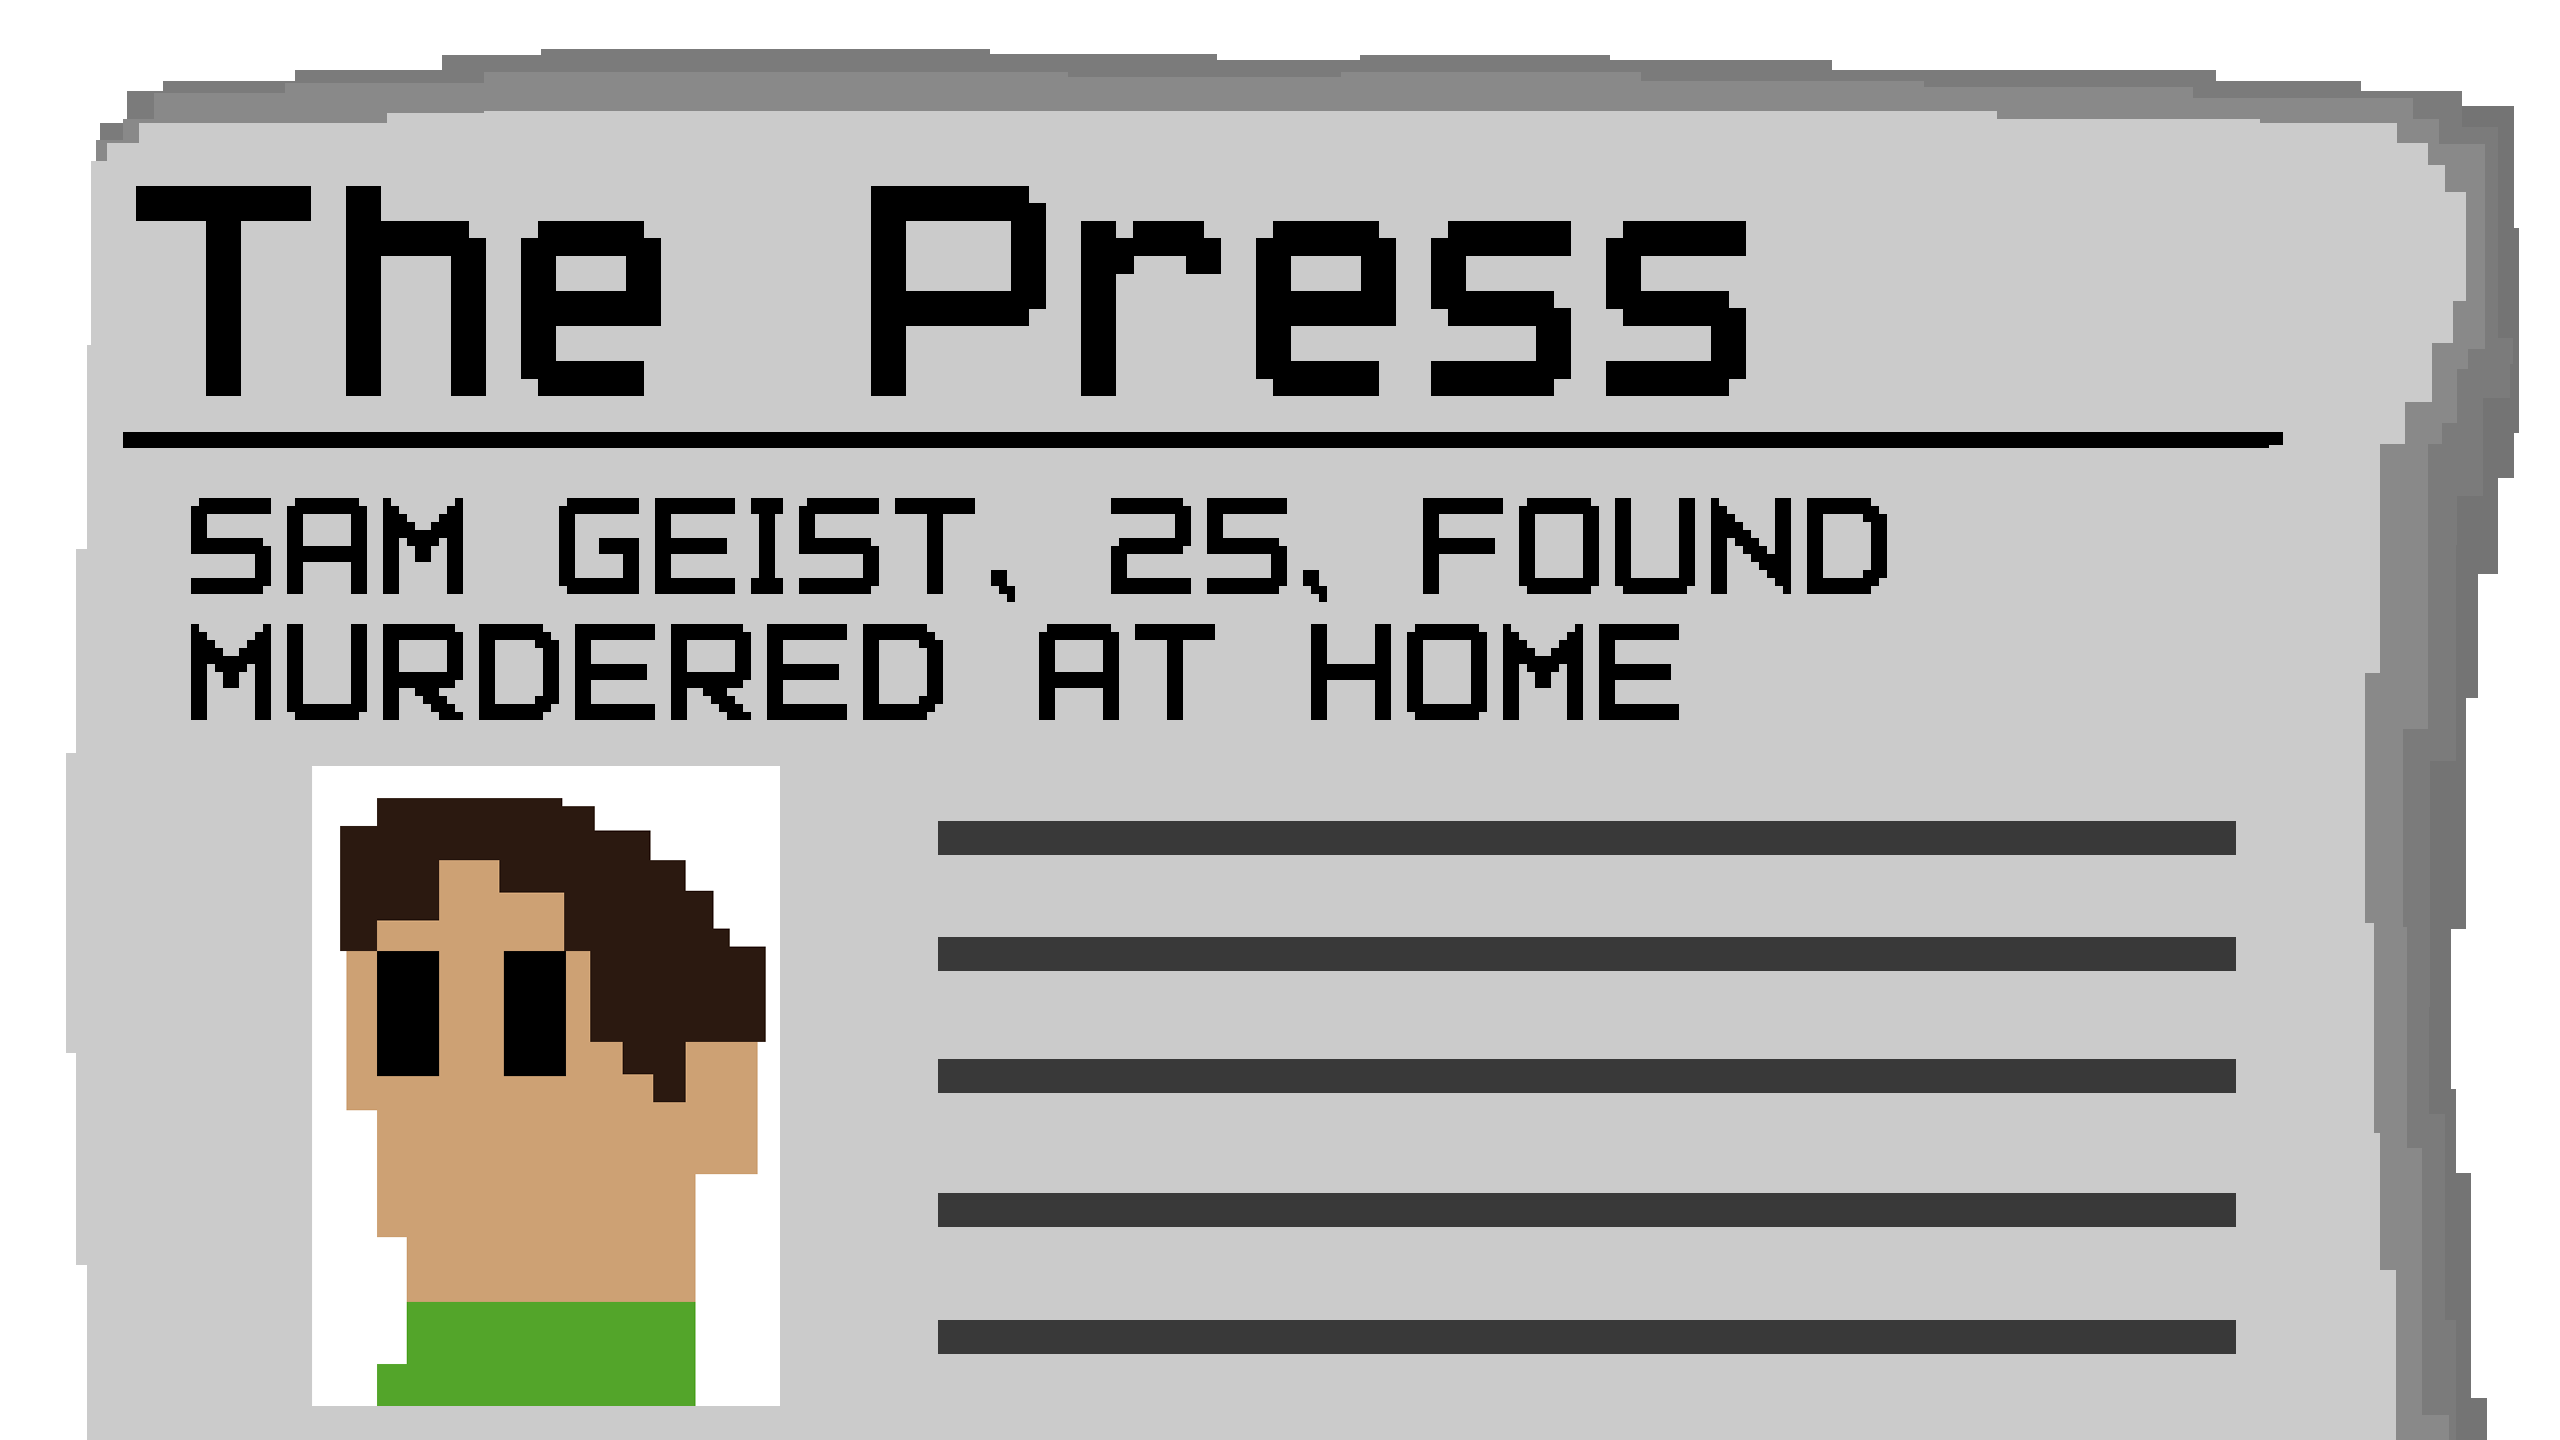 The Press
SAM GEIST, 25, FOUND
MURDERED AT HOME